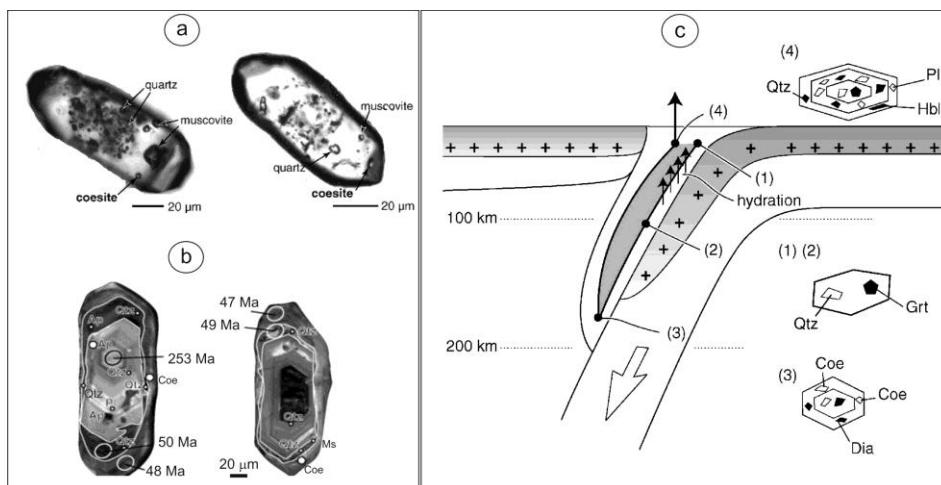 a
quartz
muscovite
coesite
20 μm
muscovite
quartz
coesite
20 μm
b
Qtz
Ap
Ap
253 Ma
Qtz
Coe
Qtz
Qtz
Ap
Qtz
50 Ma
48 Ma
47 Ma
49 Ma
Qtz
Qtz
Qtz
Ms
Coe
20 μm
c
(4)
Pl
Qtz
Hbl
(4)
(1)
hydration
100 km
(2)
(1) (2)
Grt
Qtz
(3)
200 km
(3)
Coe
Coe
Dia